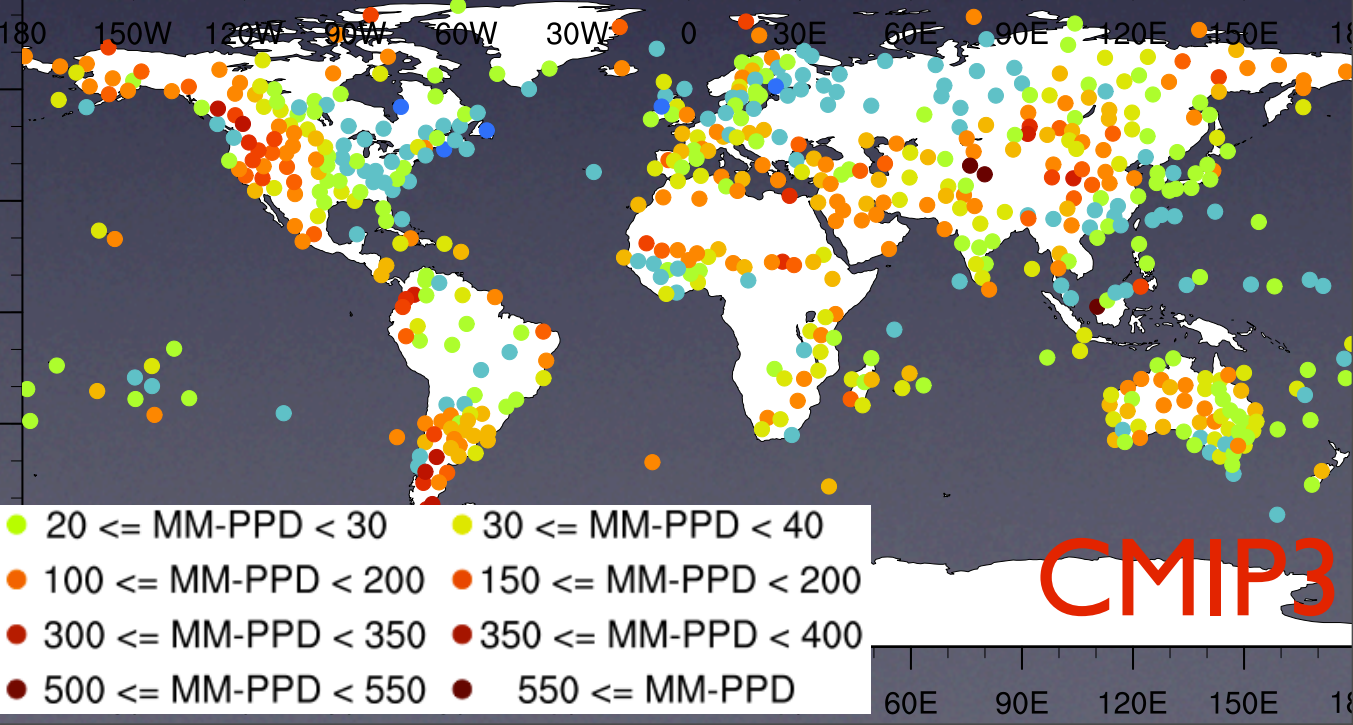 180 150W 120W 90W 60W 30W 0 30E 60E 90E 120E 150E 18
20 <= MM-PPD < 30 30 <= MM-PPD < 40
100 <= MM-PPD < 200 150 <= MM-PPD < 200
300 <= MM-PPD < 350 350 <= MM-PPD < 400
500 <= MM-PPD < 550 550 <= MM-PPD
CMIP3
60E 90E 120E 150E 18